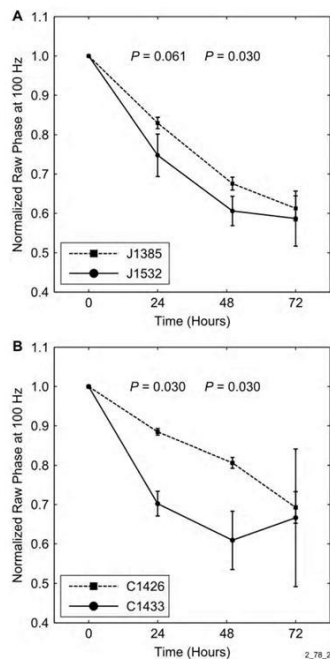 A
1.1
1.0
0.9
0.8
0.7
0.6
0.5
0.4
Normalized Raw Phase at 100 Hz
P = 0.061 P = 0.030
J1385
J1532
0 24 48 72
Time (Hours)
B
1.1
1.0
0.9
0.8
0.7
0.6
0.5
0.4
Normalized Raw Phase at 100 Hz
P = 0.030 P = 0.030
C1426
C1433
0 24 48 72
Time (Hours)
2_78_2